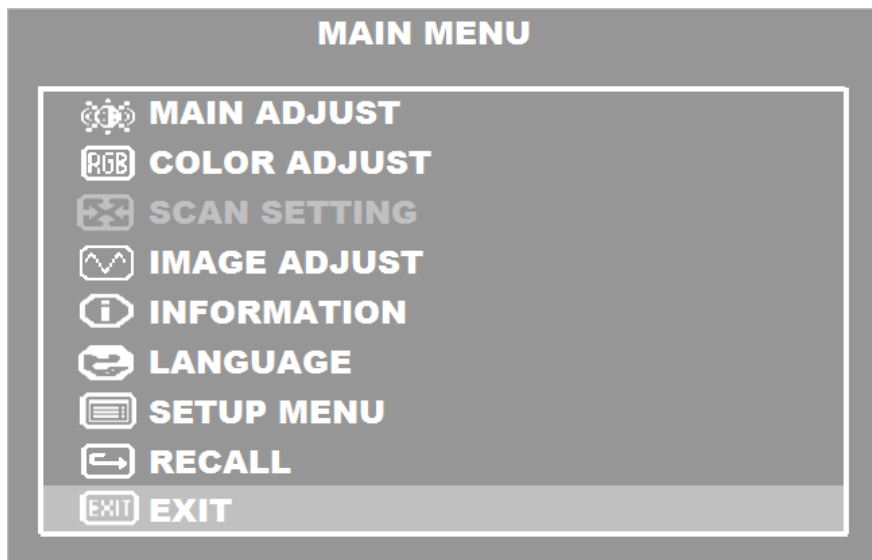 MAIN MENU
MAIN ADJUST
RGB COLOR ADJUST
SCAN SETTING
IMAGE ADJUST
i INFORMATION
LANGUAGE
SETUP MENU
RECALL
EXIT EXIT